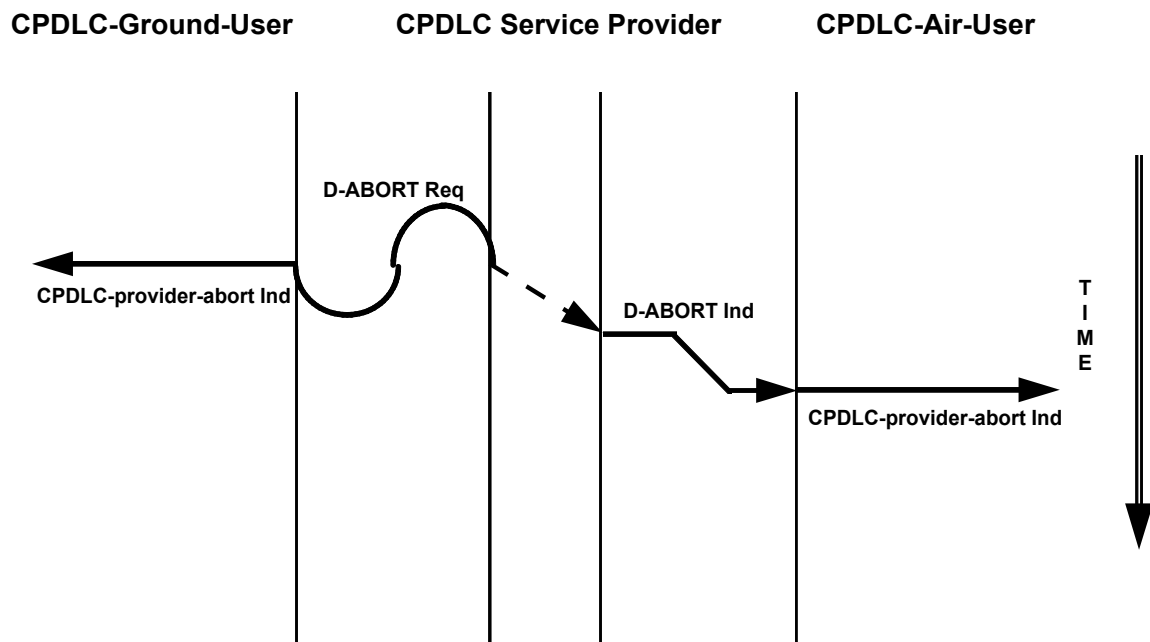 CPDLC-Ground-User CPDLC Service Provider CPDLC-Air-User
D-ABORT Req
CPDLC-provider-abort Ind
D-ABORT Ind
CPDLC-provider-abort Ind
T
I
M
E